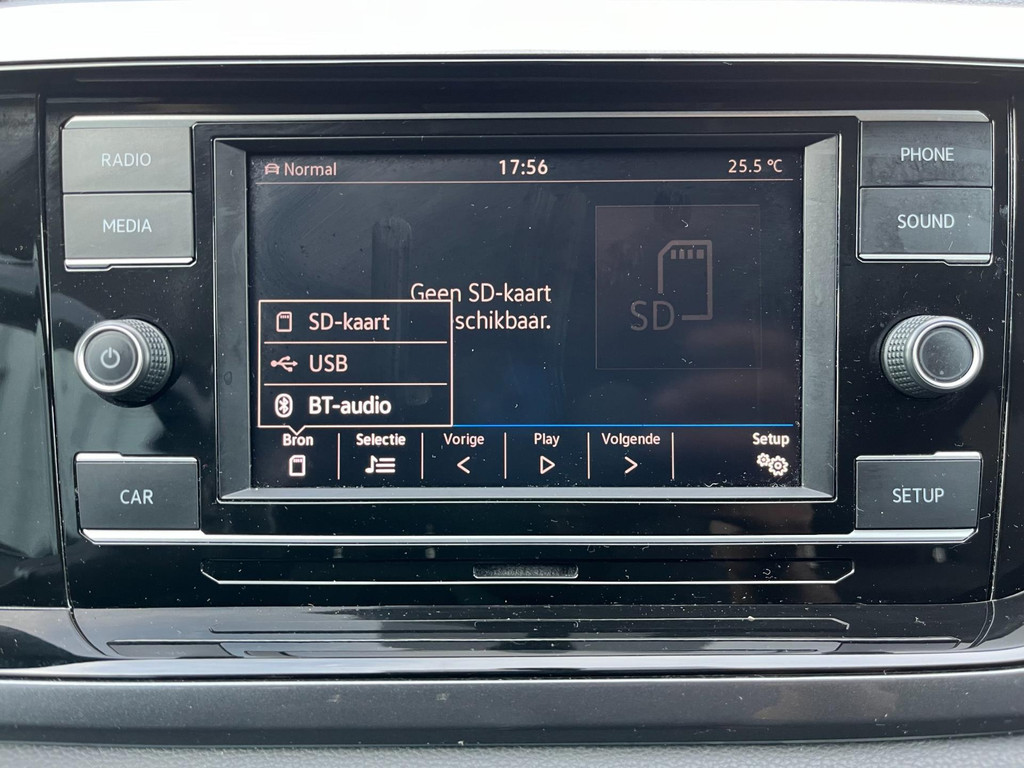 RADIO
MEDIA
CAR
Normal 17:56 25.5 °C
Geen SD-kaart
schikbaar.
SD
SD-kaart
USB
BT-audio
Bron Selectie Vorige Play Volgende Setup
PHONE
SOUND
SETUP